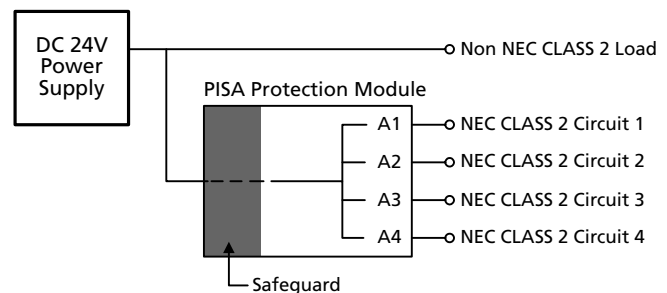 DC 24V
Power
Supply
Non NEC CLASS 2 Load
PISA Protection Module
A1
NEC CLASS 2 Circuit 1
A2
NEC CLASS 2 Circuit 2
A3
NEC CLASS 2 Circuit 3
A4
NEC CLASS 2 Circuit 4
Safeguard